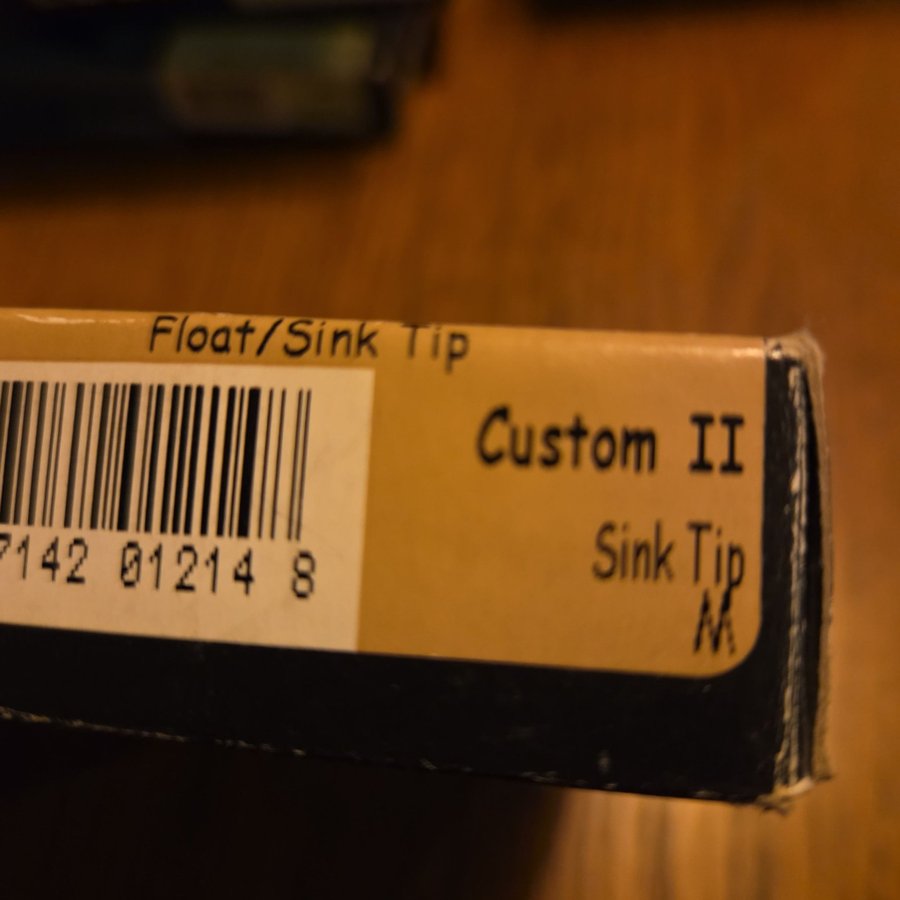 Float/Sink Tip
Custom II
Sink Tip
M
7142 01214 8